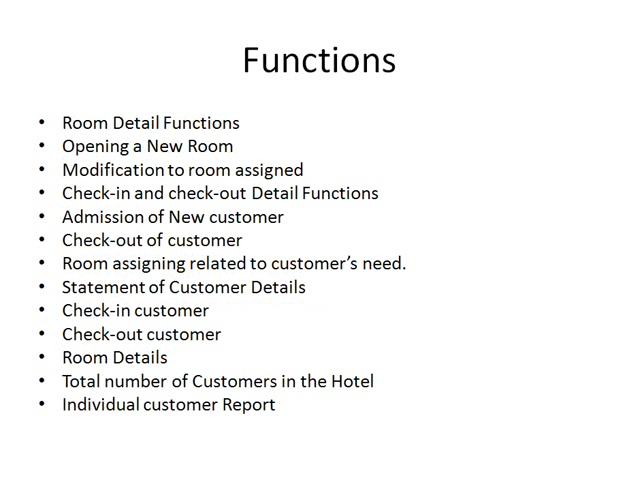 Functions
• Room Detail Functions
• Opening a New Room
• Modification to room assigned
• Check-in and check-out Detail Functions
• Admission of New customer
• Check-out of customer
• Room assigning related to customer’s need.
• Statement of Customer Details
• Check-in customer
• Check-out customer
• Room Details
• Total number of Customers in the Hotel
• Individual customer Report